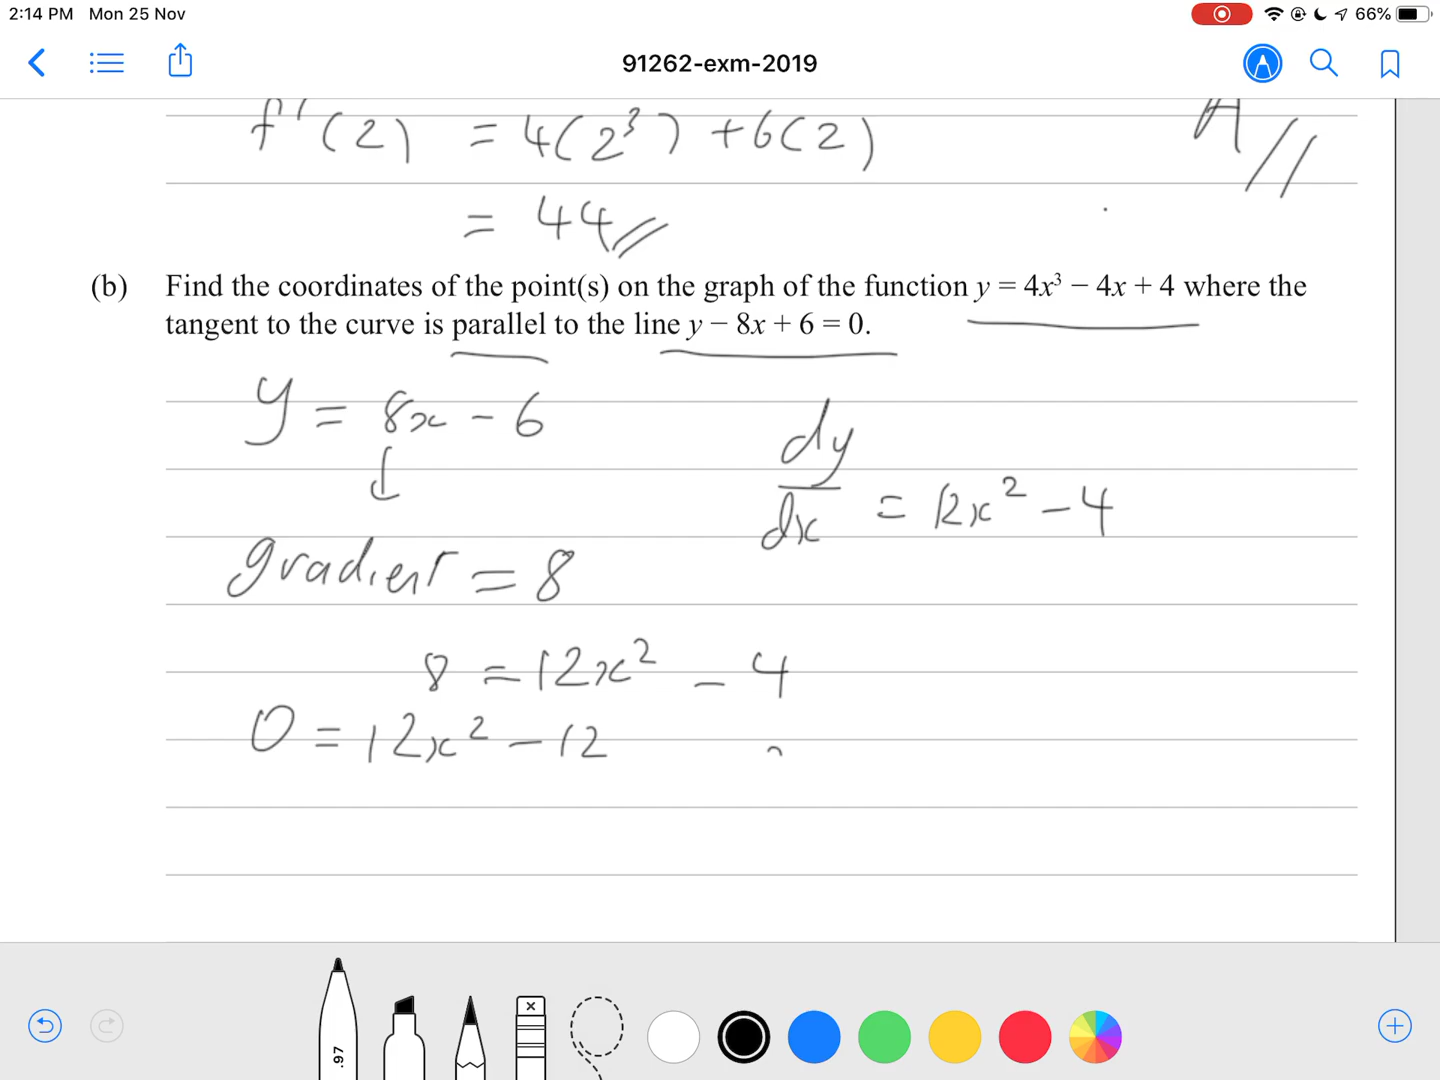 2:14 PM Mon 25 Nov 66%
91262-exm-2019
f'(2) = 4(2³) + 6(2)
A //
= 44 //
(b) Find the coordinates of the point(s) on the graph of the function y = 4x³ − 4x + 4 where the
tangent to the curve is parallel to the line y − 8x + 6 = 0.
y = 8x - 6
dy
dx = 12x² - 4
gradient = 8
8 = 12x² - 4
0 = 12x² - 12
.97